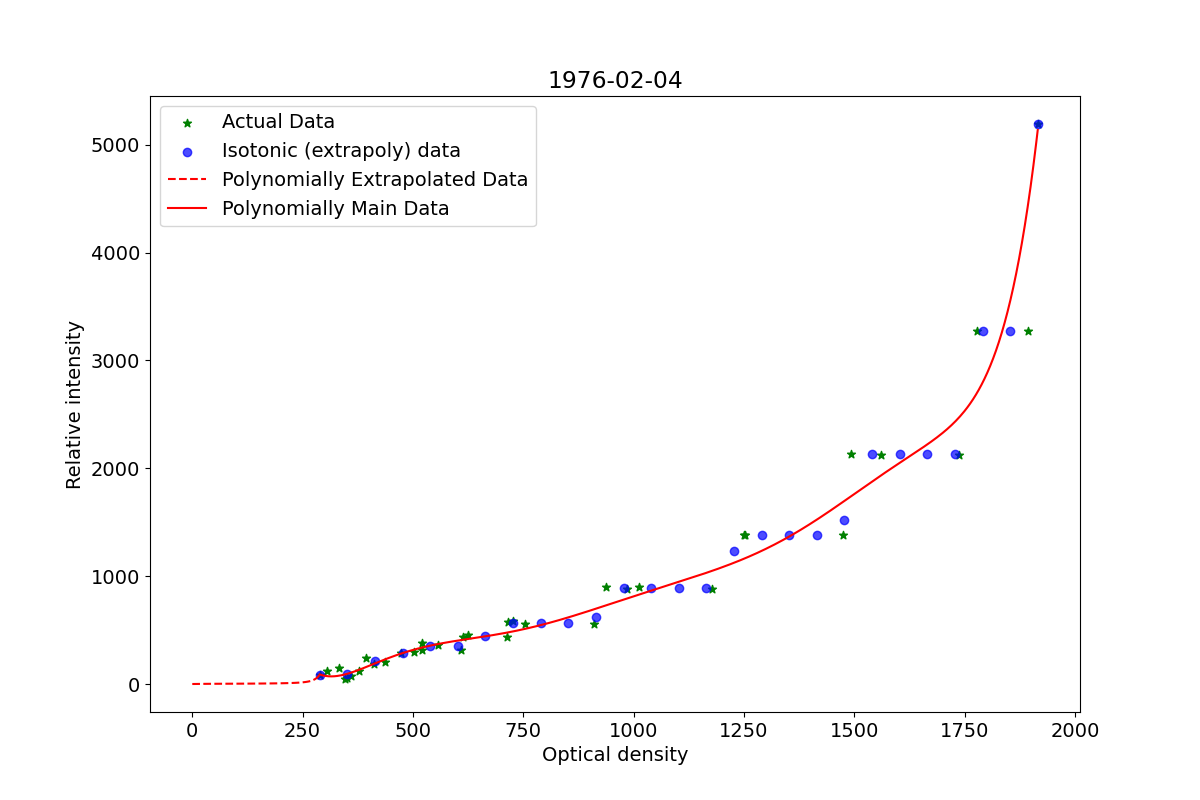 1976-02-04
Actual Data
Isotonic (extrapoly) data
Polynomially Extrapolated Data
Polynomially Main Data
5000
4000
3000
2000
1000
0
Relative intensity
0 250 500 750 1000 1250 1500 1750 2000
Optical density